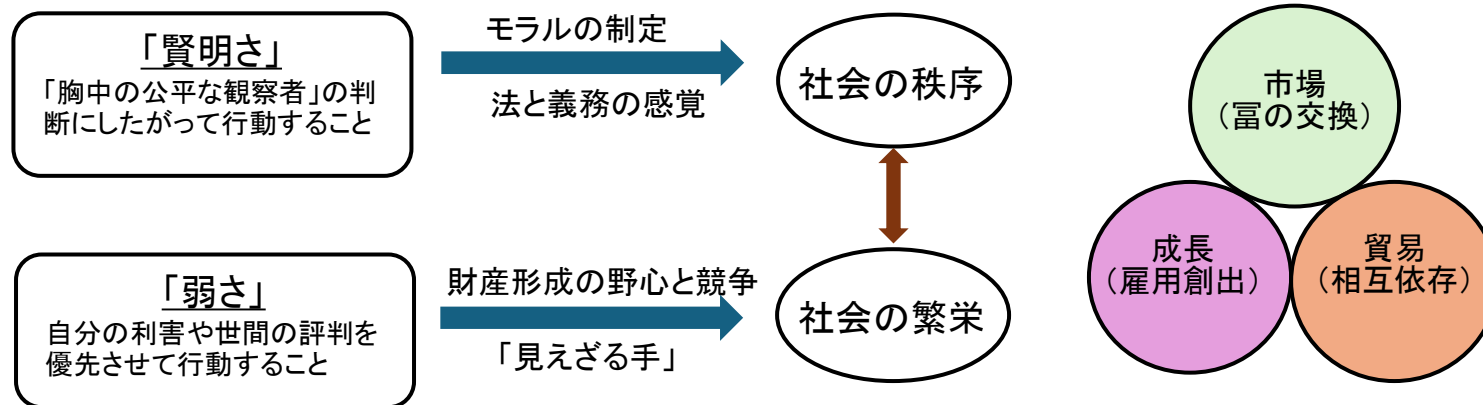 「賢明さ」
「胸中の公平な観察者」の判
断にしたがって行動すること
モラルの制定
法と義務の感覚
社会の秩序
「弱さ」
自分の利害や世間の評判を
優先させて行動すること
財産形成の野心と競争
「見えざる手」
社会の繁栄
市場
（冨の交換）
成長
（雇用創出）
貿易
（相互依存）